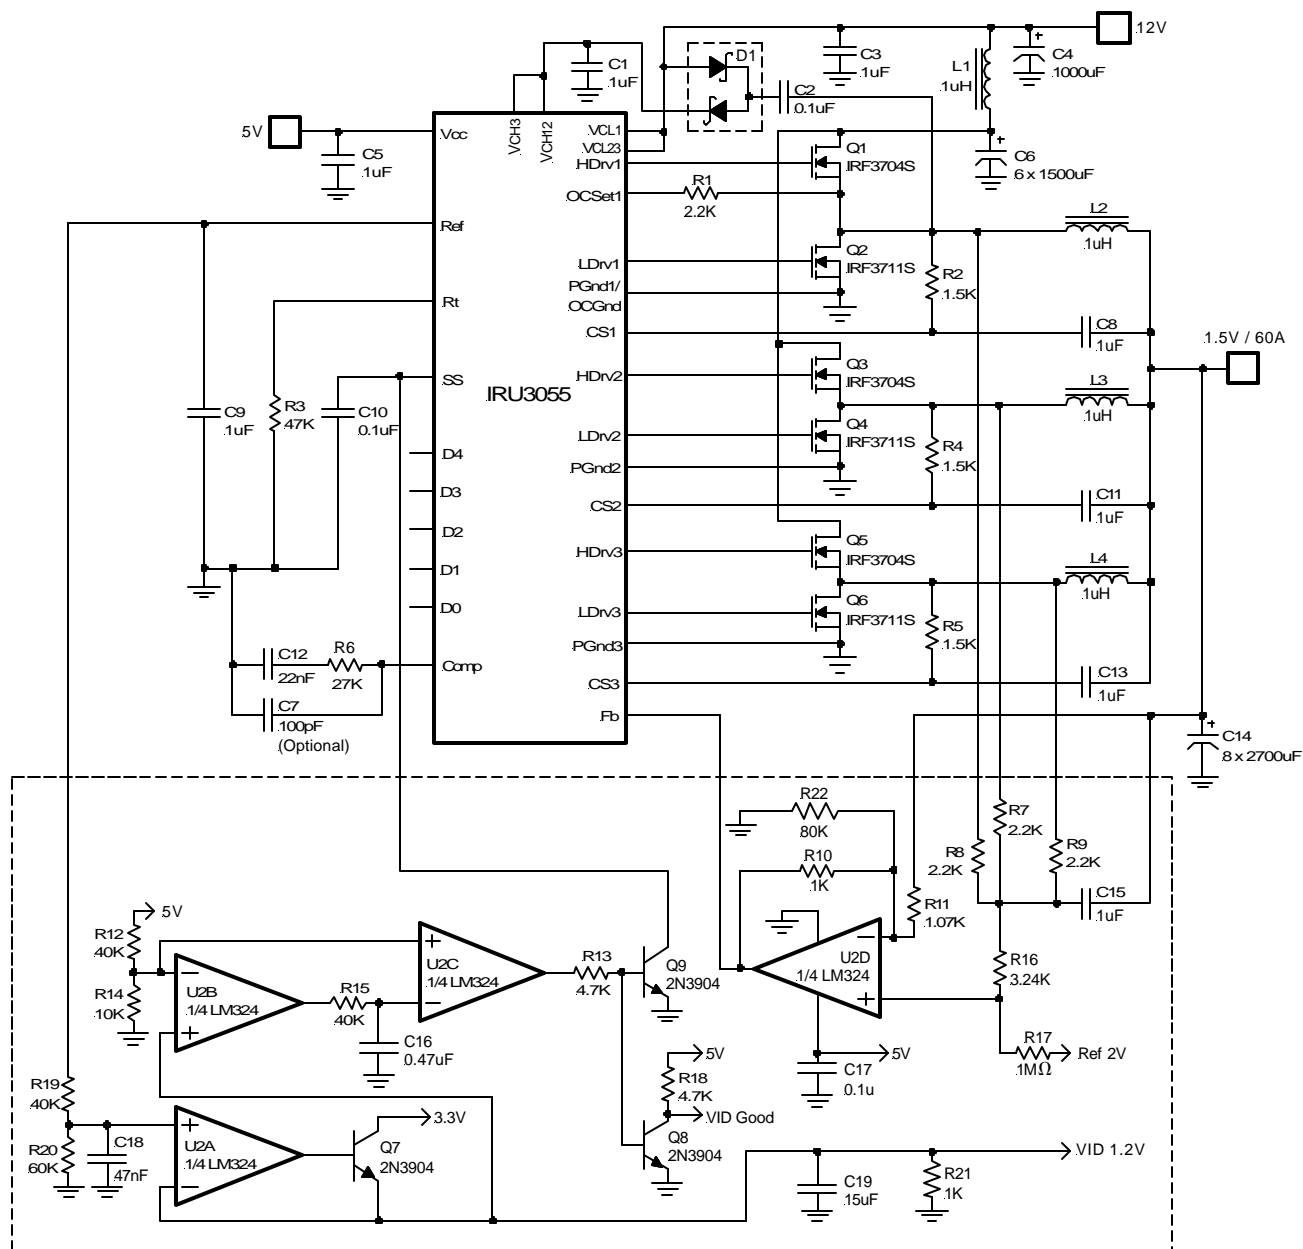 12V
D1
C3
1uF
L1
1uH
C4
1000uF
C1
1uF
C2
0.1uF
5V
C5
1uF
Vcc
VCH3
VCH12
VCL1
VCL23
HDrv1
OCSet1
R1
2.2K
Q1
IRF3704S
C6
6 x 1500uF
Ref
LDrv1
PGnd1/
OCGnd
Q2
IRF3711S
R2
1.5K
L2
1uH
Rt
CS1
C8
1uF
1.5V / 60A
SS
IRU3055
HDrv2
Q3
IRF3704S
L3
1uH
C9
1uF
R3
47K
C10
0.1uF
LDrv2
Q4
IRF3711S
R4
1.5K
D4
PGnd2
D3
CS2
C11
1uF
D2
HDrv3
Q5
IRF3704S
L4
1uH
D1
D0
LDrv3
Q6
IRF3711S
R5
1.5K
C12
22nF
R6
27K
Comp
PGnd3
CS3
C13
1uF
C7
100pF
(Optional)
Fb
C14
8 x 2700uF
R22
80K
R7
2.2K
R10
1K
R8
2.2K
R9
2.2K
R11
1.07K
C15
1uF
5V
R12
40K
R14
10K
U2B
1/4 LM324
R15
40K
C16
0.47uF
U2C
1/4 LM324
R13
4.7K
Q9
2N3904
U2D
1/4 LM324
R16
3.24K
R17
1MΩ
Ref 2V
5V
R18
4.7K
VID Good
Q8
2N3904
C17
0.1u
5V
R19
40K
R20
60K
C18
47nF
U2A
1/4 LM324
3.3V
Q7
2N3904
VID 1.2V
C19
15uF
R21
1K